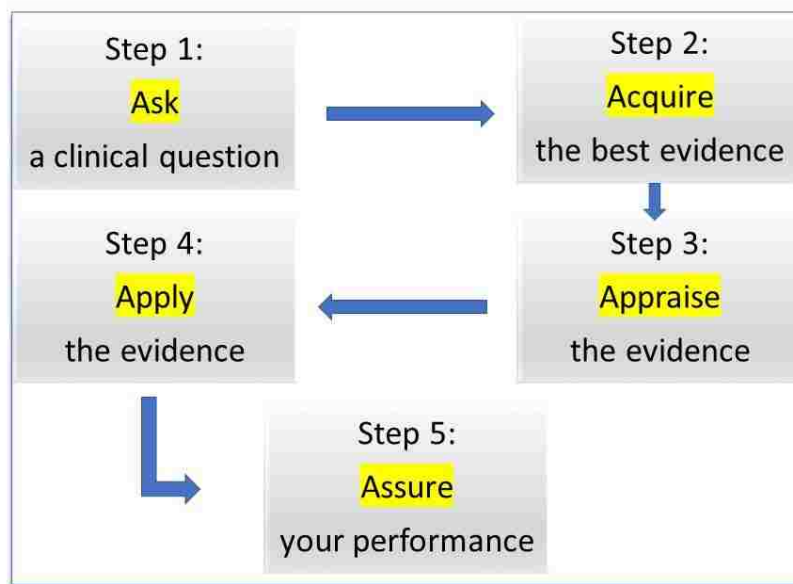 Step 1:
Ask
a clinical question
Step 2:
Acquire
the best evidence
Step 3:
Appraise
the evidence
Step 4:
Apply
the evidence
Step 5:
Assure
your performance